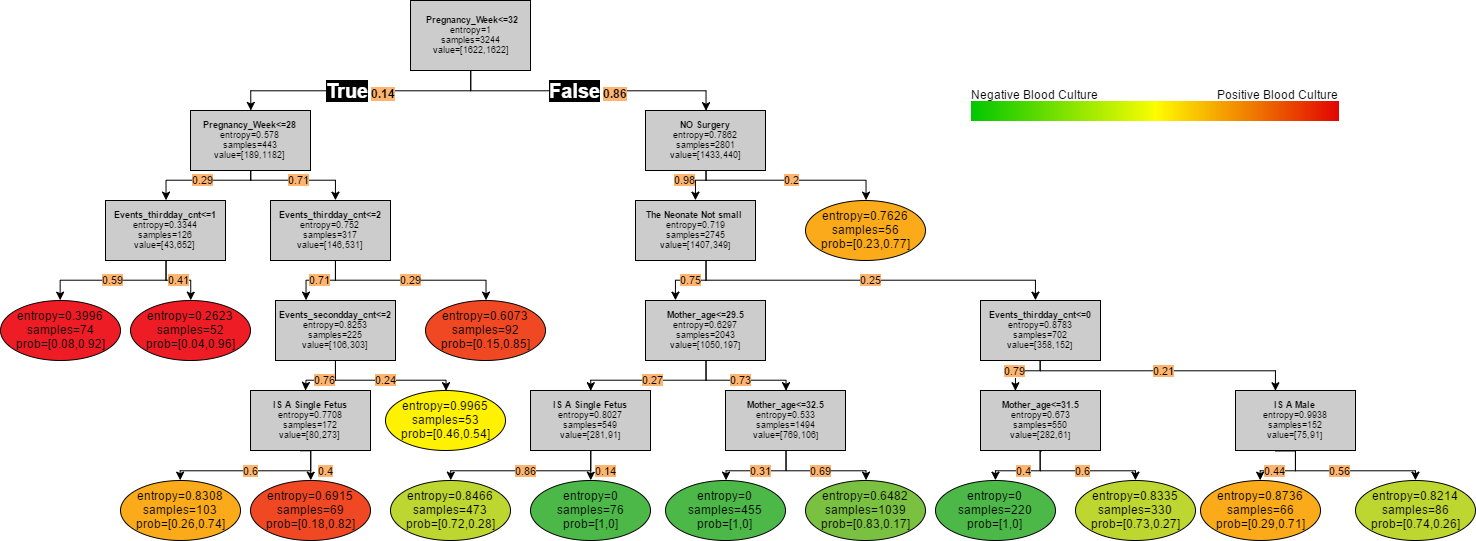 Pregnancy_Week<=32
entropy=1
samples=3244
value=[1622,1622]
True
0.14
False
0.86
Negative Blood Culture
Positive Blood Culture
Pregnancy_Week<=28
entropy=0.578
samples=443
value=[189,1182]
NO Surgery
entropy=0.7862
samples=2801
value=[1433,440]
0.29
0.71
0.98
0.2
Events_thirdday_cnt<=1
entropy=0.3344
samples=126
value=[43,652]
Events_thirdday_cnt<=2
entropy=0.752
samples=317
value=[146,531]
The Neonate Not small
entropy=0.719
samples=2745
value=[1407,349]
entropy=0.7626
samples=56
prob=[0.23,0.77]
0.59
0.41
0.71
0.29
0.75
0.25
entropy=0.3996
samples=74
prob=[0.08,0.92]
entropy=0.2623
samples=52
prob=[0.04,0.96]
Events_secondday_cnt<=2
entropy=0.8253
samples=225
value=[106,303]
entropy=0.6073
samples=92
prob=[0.15,0.85]
Mother_age<=29.5
entropy=0.6297
samples=2043
value=[1050,197]
Events_thirdday_cnt<=0
entropy=0.8783
samples=702
value=[358,152]
0.76
0.24
0.27
0.73
0.79
0.21
IS A Single Fetus
entropy=0.7708
samples=172
value=[80,273]
entropy=0.9965
samples=53
prob=[0.46,0.54]
IS A Single Fetus
entropy=0.8027
samples=549
value=[281,91]
Mother_age<=32.5
entropy=0.533
samples=1494
value=[769,106]
Mother_age<=31.5
entropy=0.673
samples=550
value=[282,61]
IS A Male
entropy=0.9938
samples=152
value=[75,91]
0.6
0.4
0.86
0.14
0.31
0.69
0.4
0.6
0.44
0.56
entropy=0.8308
samples=103
prob=[0.26,0.74]
entropy=0.6915
samples=69
prob=[0.18,0.82]
entropy=0.8466
samples=473
prob=[0.72,0.28]
entropy=0
samples=76
prob=[1,0]
entropy=0
samples=455
prob=[1,0]
entropy=0.6482
samples=1039
prob=[0.83,0.17]
entropy=0
samples=220
prob=[1,0]
entropy=0.8335
samples=330
prob=[0.73,0.27]
entropy=0.8736
samples=66
prob=[0.29,0.71]
entropy=0.8214
samples=86
prob=[0.74,0.26]